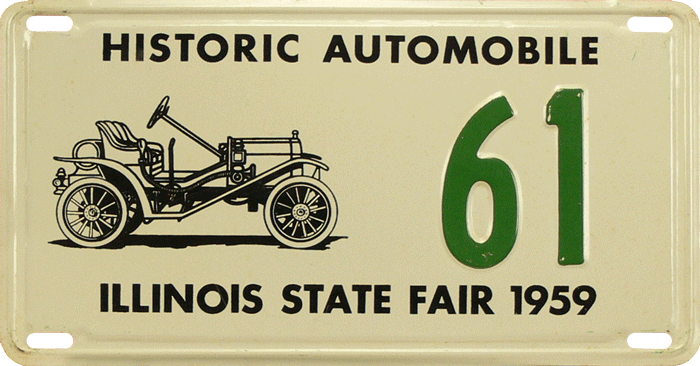 HISTORIC AUTOMOBILE
61
ILLINOIS STATE FAIR 1959